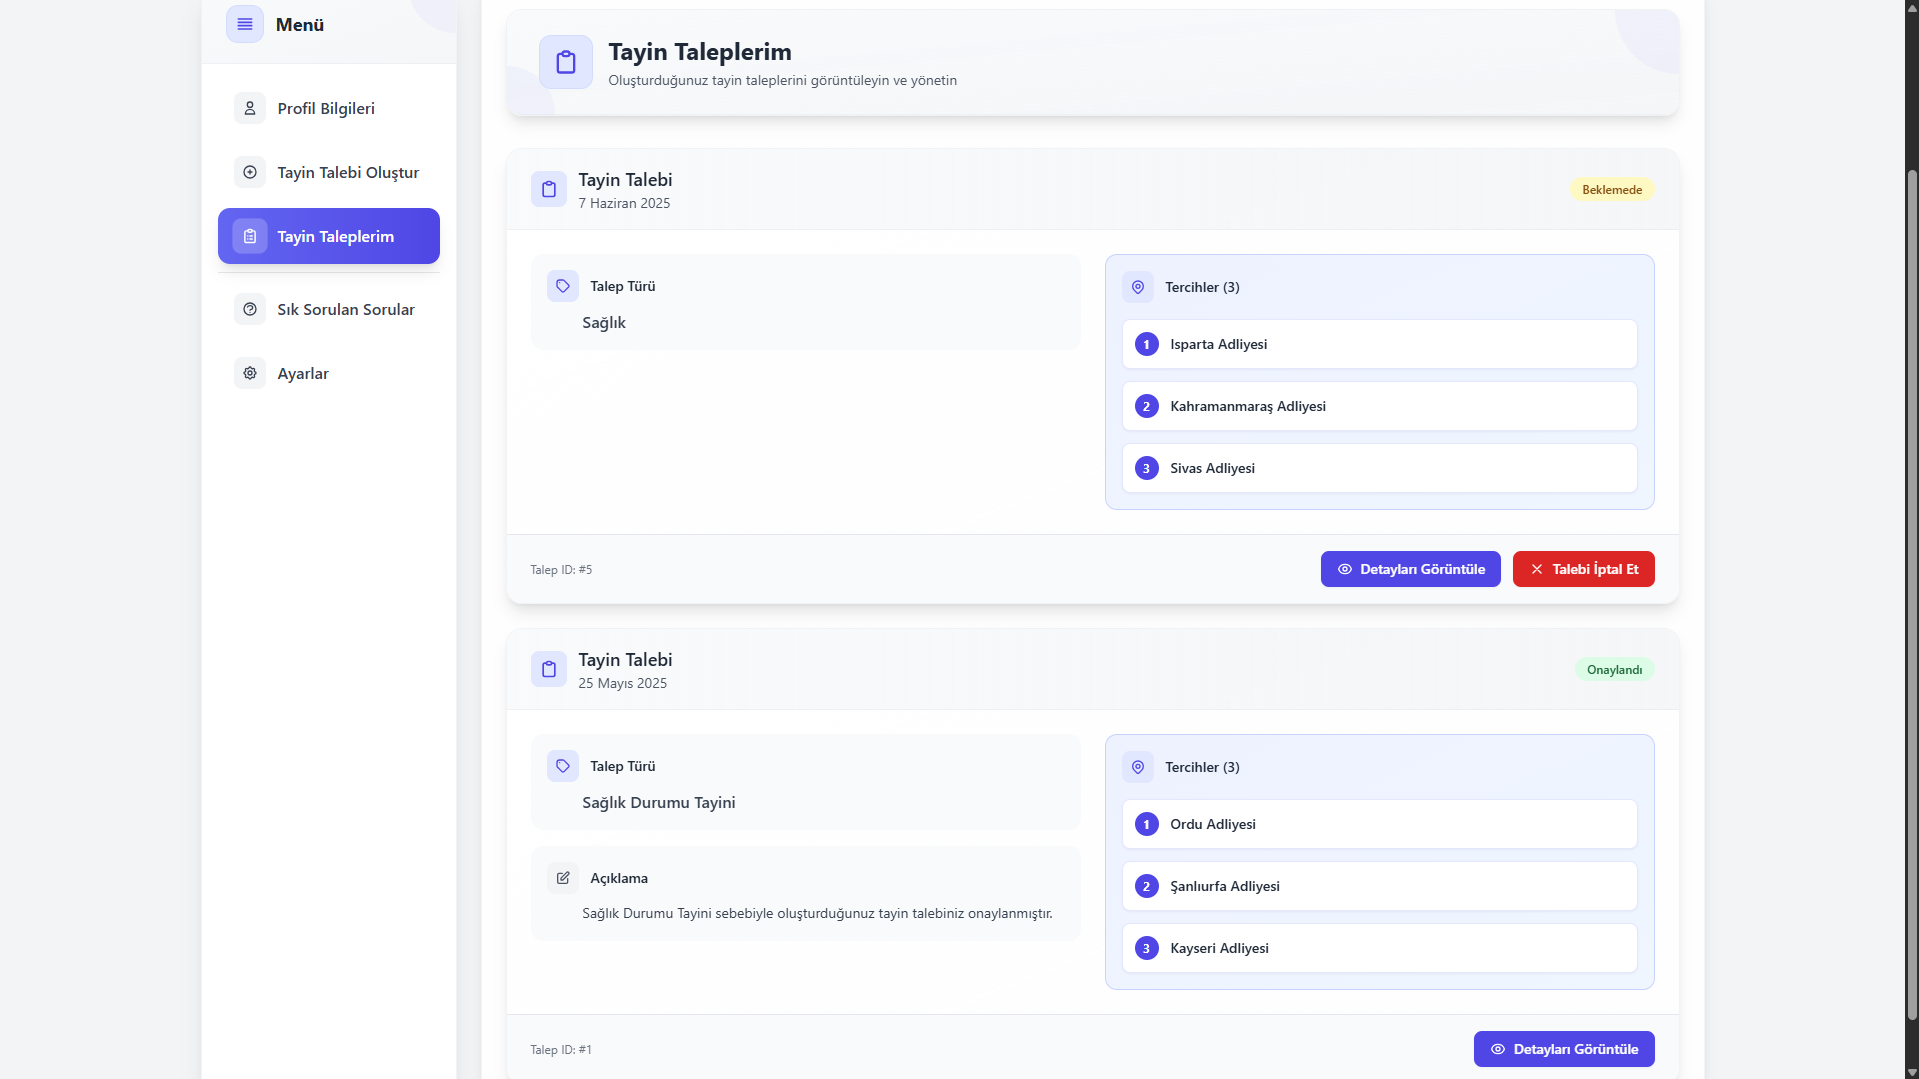 Menü
Profil Bilgileri
Tayin Talebi Oluştur
Tayin Taleplerim
Sık Sorulan Sorular
Ayarlar
Tayin Taleplerim
Oluşturduğunuz tayin taleplerini görüntüleyin ve yönetin
Tayin Talebi
7 Haziran 2025
Beklemede
Talep Türü
Sağlık
Tercihler (3)
1 Isparta Adliyesi
2 Kahramanmaraş Adliyesi
3 Sivas Adliyesi
Talep ID: #5
Detayları Görüntüle
Talebi İptal Et
Tayin Talebi
25 Mayıs 2025
Onaylandı
Talep Türü
Sağlık Durumu Tayini
Açıklama
Sağlık Durumu Tayini sebebiyle oluşturduğunuz tayin talebiniz onaylanmıştır.
Tercihler (3)
1 Ordu Adliyesi
2 Şanlıurfa Adliyesi
3 Kayseri Adliyesi
Talep ID: #1
Detayları Görüntüle